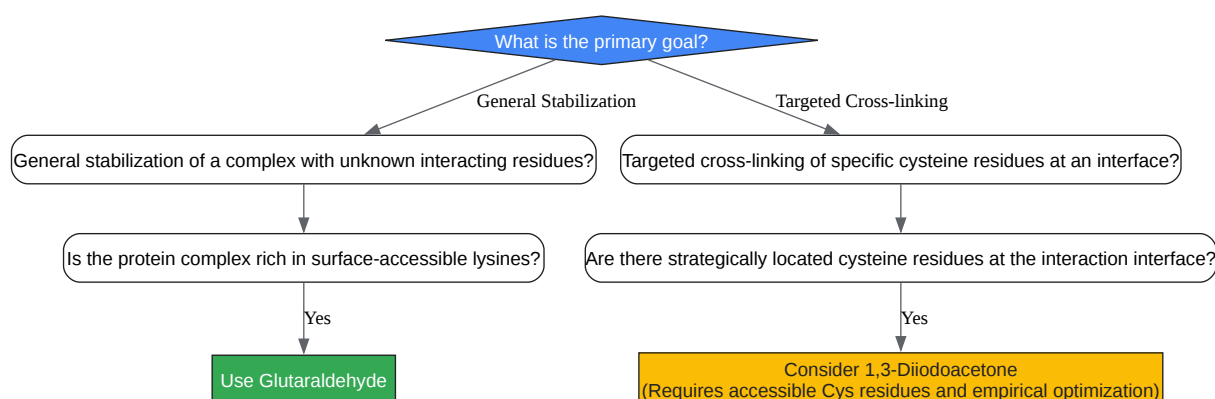 What is the primary goal?
General Stabilization
Targeted Cross-linking
General stabilization of a complex with unknown interacting residues?
Targeted cross-linking of specific cysteine residues at an interface?
Is the protein complex rich in surface-accessible lysines?
Are there strategically located cysteine residues at the interaction interface?
Yes
Yes
Use Glutaraldehyde
Consider 1,3-Diiodoacetone
(Requires accessible Cys residues and empirical optimization)